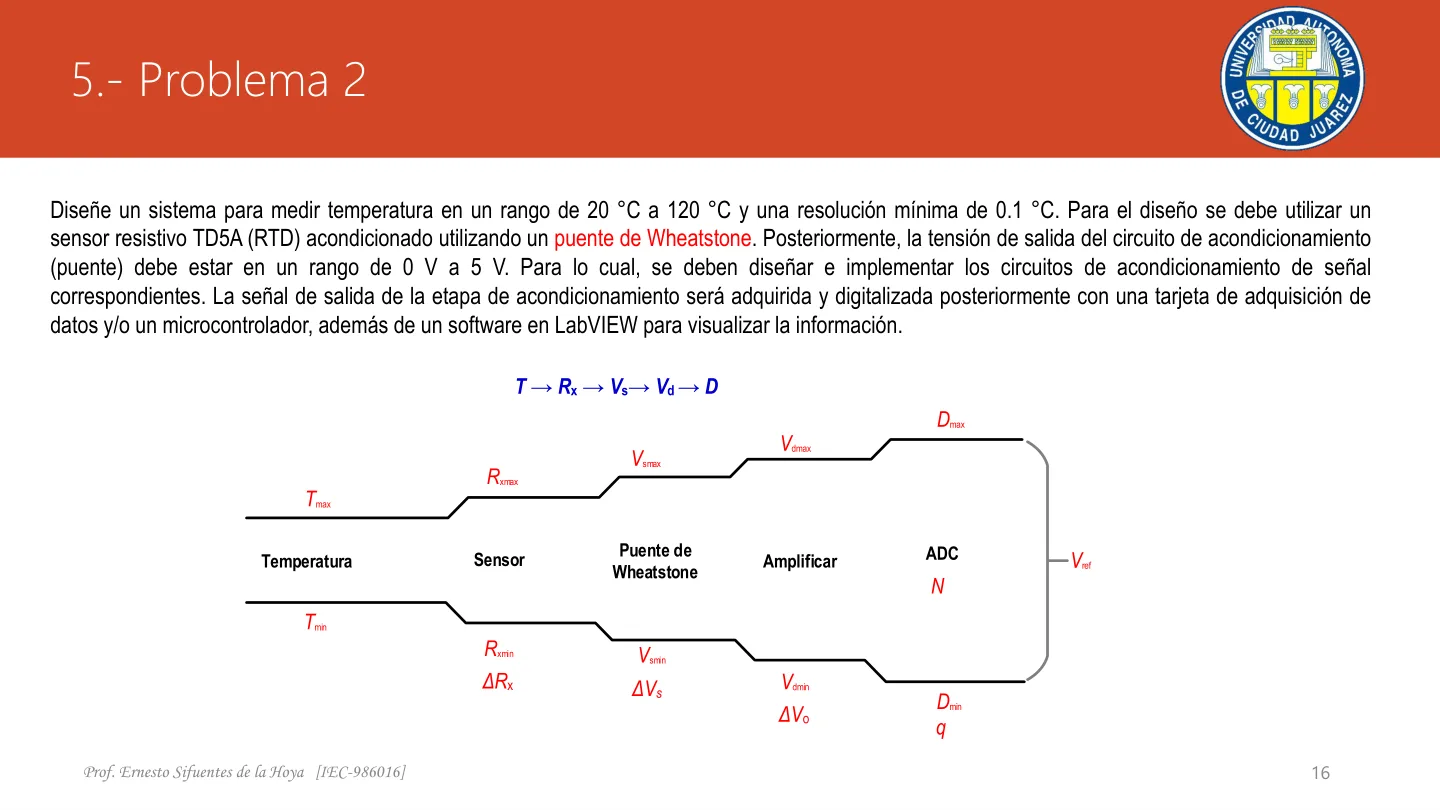 5.- Problema 2
UNIVERSIDAD AUTONOMA
DE CIUDAD JUAREZ
Diseñe un sistema para medir temperatura en un rango de 20 °C a 120 °C y una resolución mínima de 0.1 °C. Para el diseño se debe utilizar un
sensor resistivo TD5A (RTD) acondicionado utilizando un puente de Wheatstone. Posteriormente, la tensión de salida del circuito de acondicionamiento
(puente) debe estar en un rango de 0 V a 5 V. Para lo cual, se deben diseñar e implementar los circuitos de acondicionamiento de señal
correspondientes. La señal de salida de la etapa de acondicionamiento será adquirida y digitalizada posteriormente con una tarjeta de adquisición de
datos y/o un microcontrolador, además de un software en LabVIEW para visualizar la información.
T → Rx → Vs → Vd → D
Dmax
Vdmax
Vsmax
Rxmax
Tmax
Temperatura
Sensor
Puente de
Wheatstone
Amplificar
ADC
N
Vref
Tmin
Rxmin
ΔRx
Vsmin
ΔVs
Vdmin
ΔVo
Dmin
q
Prof. Ernesto Sifuentes de la Hoya [IEC-986016]
16